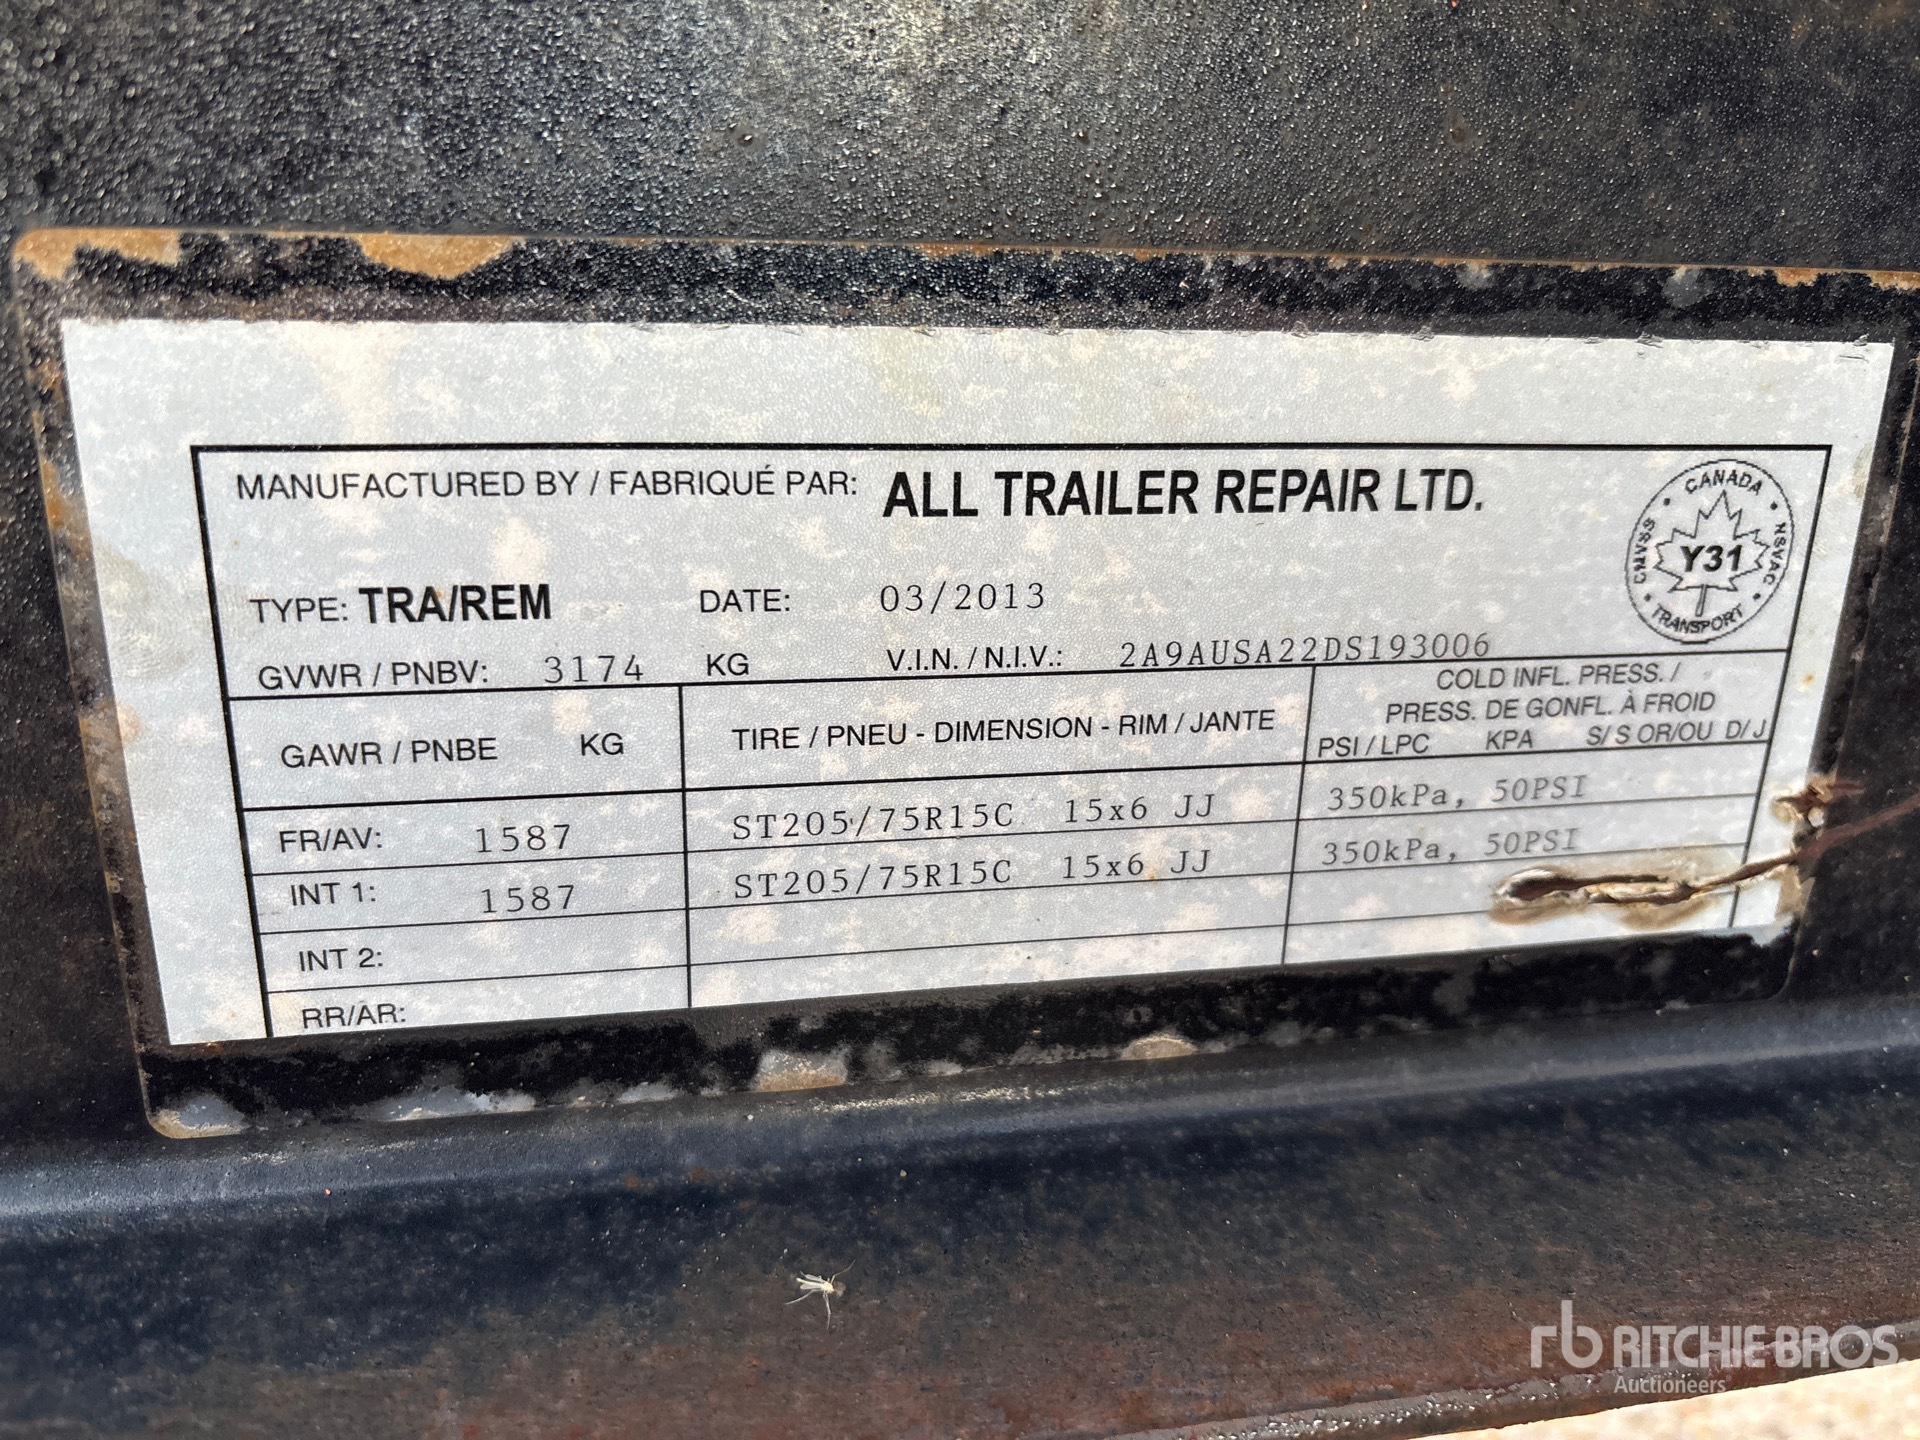 MANUFACTURED BY / FABRIQUÉ PAR: ALL TRAILER REPAIR LTD.
CANADA
CMVSS Y31 NSVAC
TRANSPORT
TYPE: TRA/REM DATE: 03/2013
GVWR / PNBV: 3174 KG V.I.N. / N.I.V.: 2A9AUSA22DS193006
GAWR / PNBE KG TIRE / PNEU - DIMENSION - RIM / JANTE COLD INFL. PRESS. /
PRESS. DE GONFL. À FROID
PSI / LPC KPA S/ S OR/OU D/ J
FR/AV: 1587 ST205/75R15C 15x6 JJ 350kPa, 50PSI
INT 1: 1587 ST205/75R15C 15x6 JJ 350kPa, 50PSI
INT 2:
RR/AR:
rb RITCHIE BROS.
Auctioneers